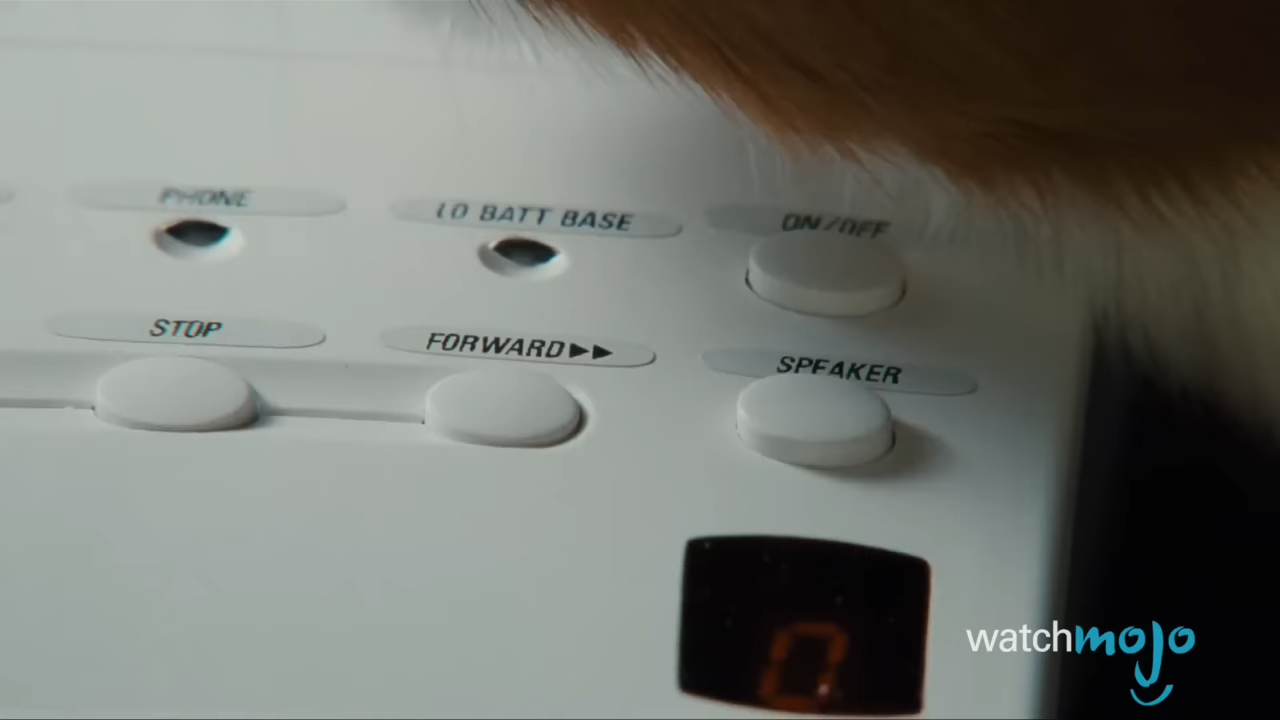 PHONE
LO BATT BASE
ON/OFF
STOP
FORWARD▶▶
SPEAKER
0
watchmojo